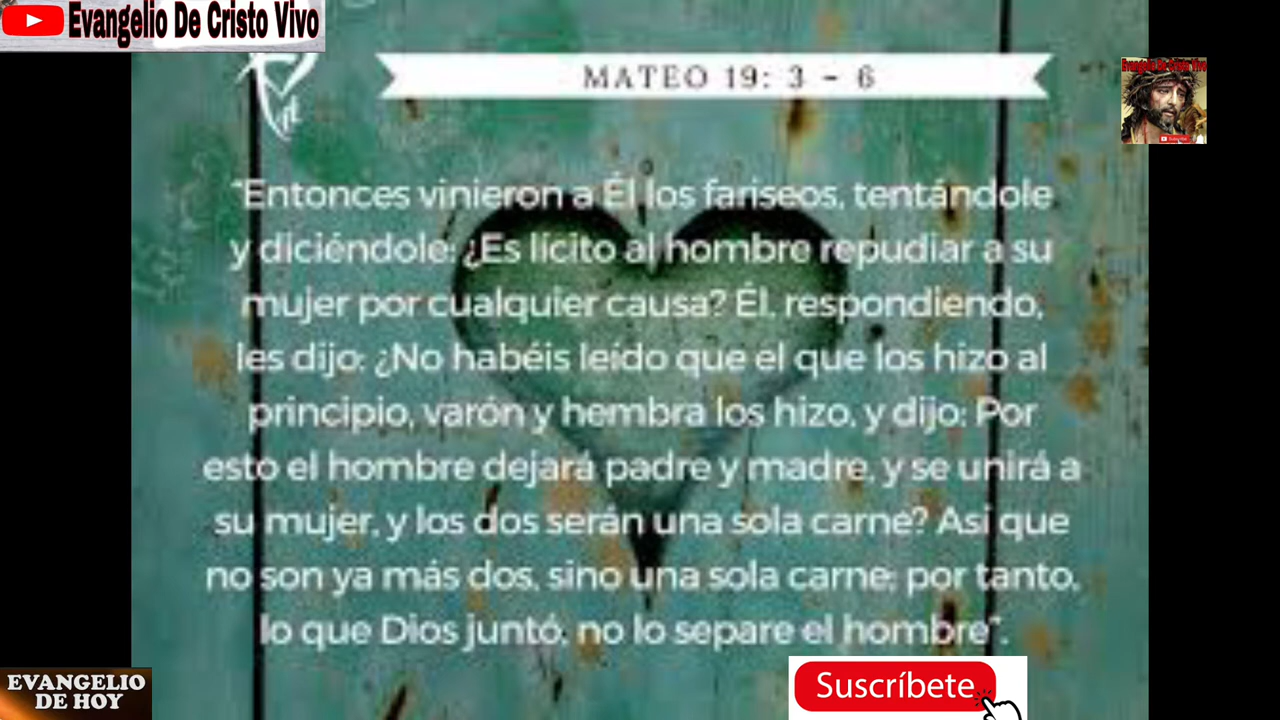 Evangelio De Cristo Vivo
MATEO 19: 3 - 6
Evangelio De Cristo Vivo
"Entonces vinieron a Él los fariseos, tentándole
y diciéndole: ¿Es lícito al hombre repudiar a su
mujer por cualquier causa? Él, respondiendo,
les dijo: ¿No habéis leído que el que los hizo al
principio, varón y hembra los hizo, y dijo: Por
esto el hombre dejará padre y madre, y se unirá a
su mujer, y los dos serán una sola carne? Así que
no son ya más dos, sino una sola carne; por tanto,
lo que Dios juntó, no lo separe el hombre".
EVANGELIO
DE HOY
Suscríbete